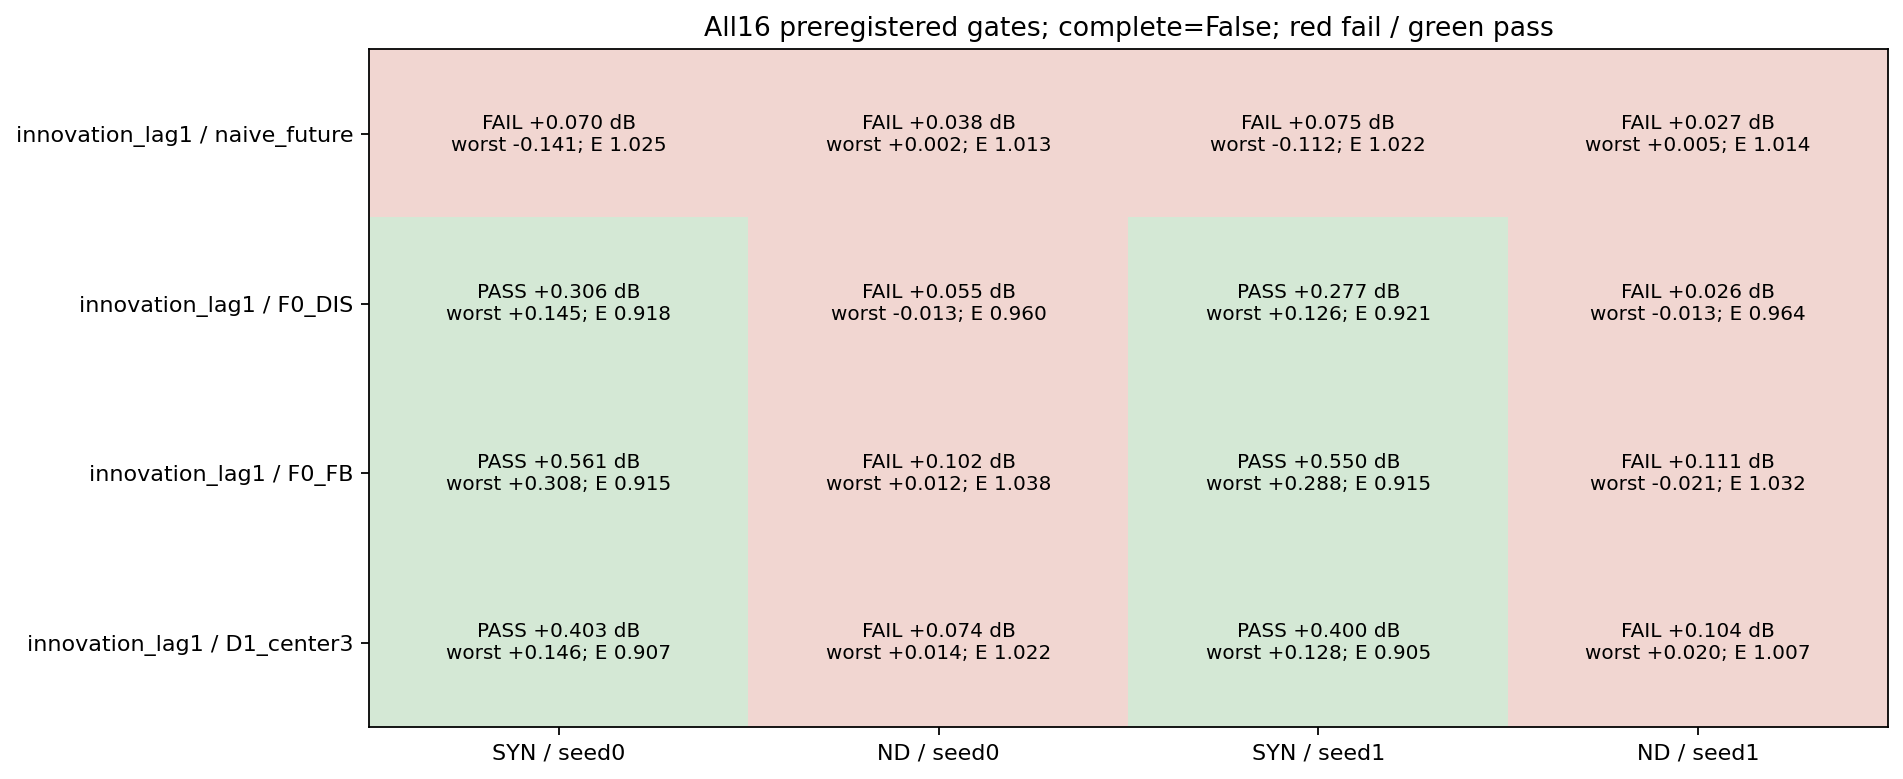 All16 preregistered gates; complete=False; red fail / green pass
innovation_lag1 / naive_future
FAIL +0.070 dB
worst -0.141; E 1.025
FAIL +0.038 dB
worst +0.002; E 1.013
FAIL +0.075 dB
worst -0.112; E 1.022
FAIL +0.027 dB
worst +0.005; E 1.014
innovation_lag1 / F0_DIS
PASS +0.306 dB
worst +0.145; E 0.918
FAIL +0.055 dB
worst -0.013; E 0.960
PASS +0.277 dB
worst +0.126; E 0.921
FAIL +0.026 dB
worst -0.013; E 0.964
innovation_lag1 / F0_FB
PASS +0.561 dB
worst +0.308; E 0.915
FAIL +0.102 dB
worst +0.012; E 1.038
PASS +0.550 dB
worst +0.288; E 0.915
FAIL +0.111 dB
worst -0.021; E 1.032
innovation_lag1 / D1_center3
PASS +0.403 dB
worst +0.146; E 0.907
FAIL +0.074 dB
worst +0.014; E 1.022
PASS +0.400 dB
worst +0.128; E 0.905
FAIL +0.104 dB
worst +0.020; E 1.007
SYN / seed0
ND / seed0
SYN / seed1
ND / seed1